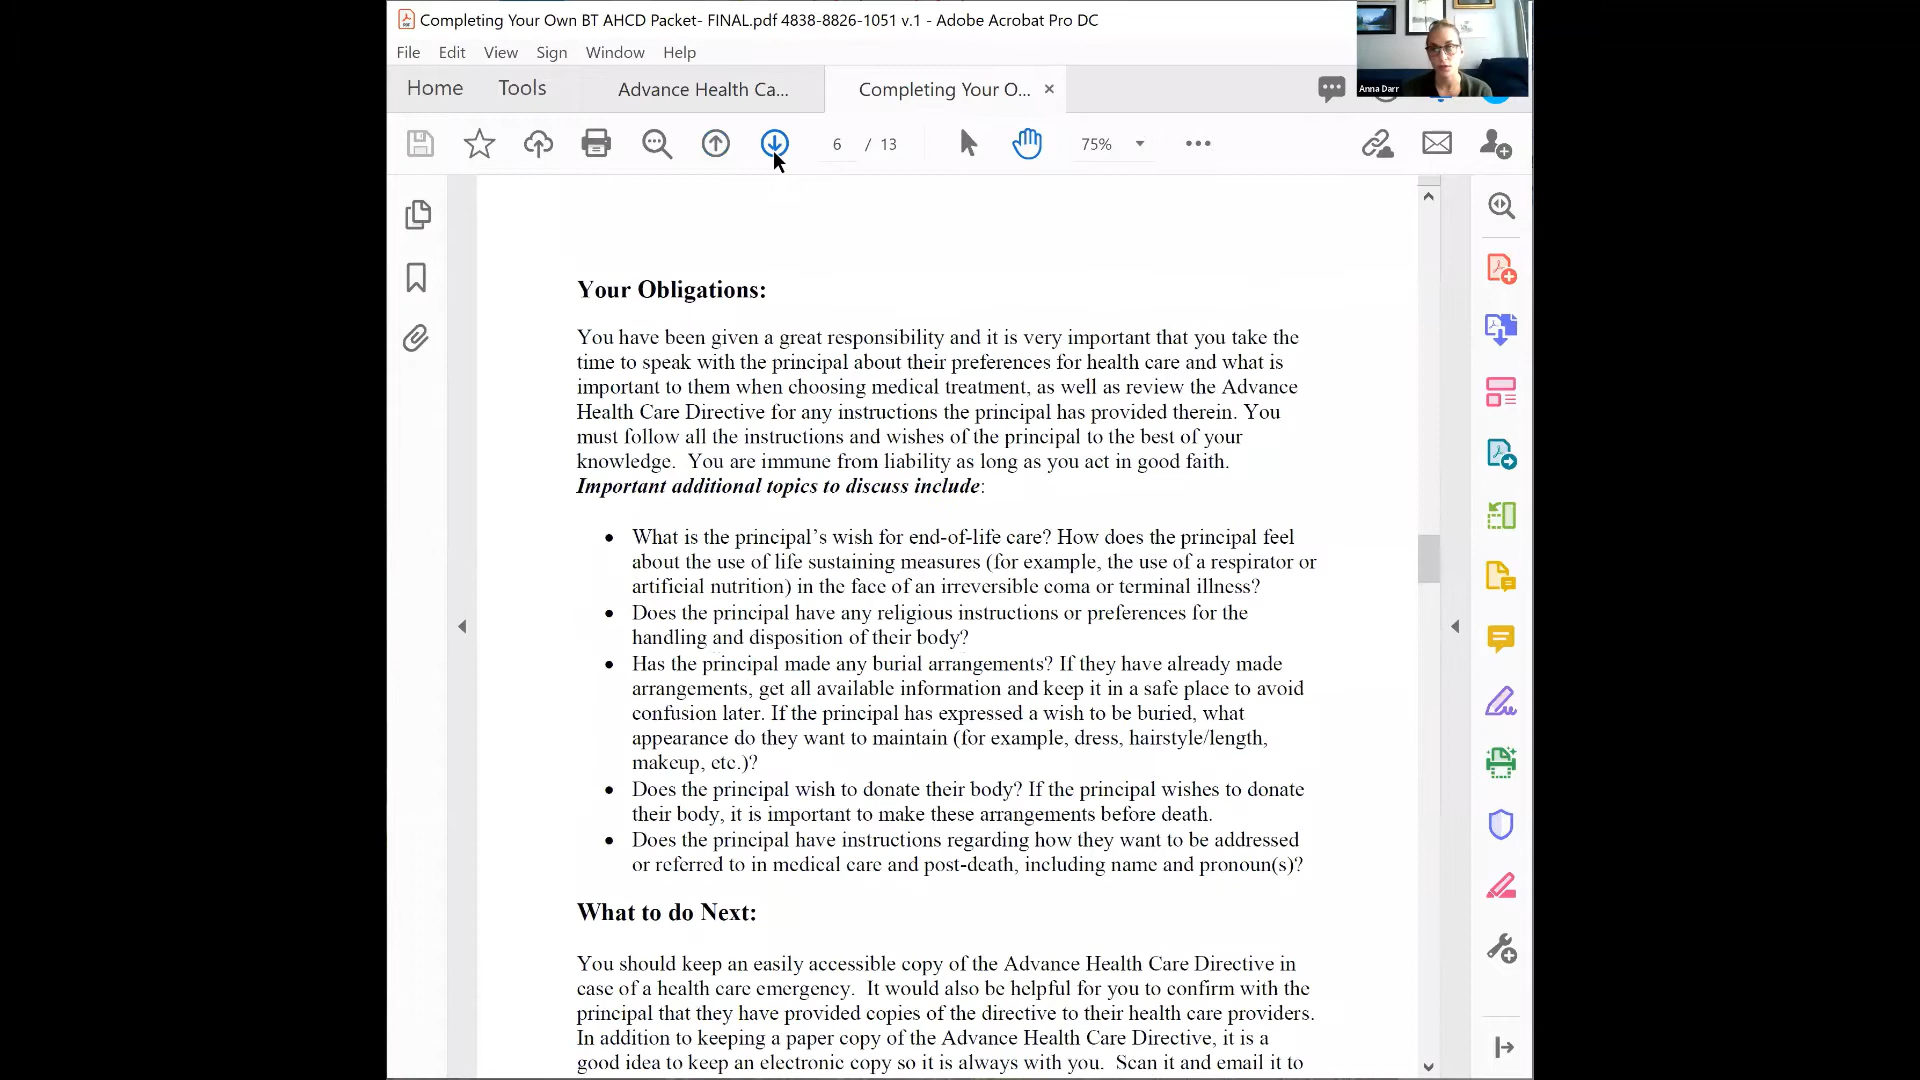 Completing Your Own BT AHCD Packet- FINAL.pdf 4838-8826-1051 v.1 - Adobe Acrobat Pro DC
File Edit View Sign Window Help
Home Tools Advance Health Ca... Completing Your O... ×
Anna Darr
6 / 13 75%
Your Obligations:
You have been given a great responsibility and it is very important that you take the
time to speak with the principal about their preferences for health care and what is
important to them when choosing medical treatment, as well as review the Advance
Health Care Directive for any instructions the principal has provided therein. You
must follow all the instructions and wishes of the principal to the best of your
knowledge.  You are immune from liability as long as you act in good faith.
Important additional topics to discuss include:
• What is the principal's wish for end-of-life care? How does the principal feel
about the use of life sustaining measures (for example, the use of a respirator or
artificial nutrition) in the face of an irreversible coma or terminal illness?
• Does the principal have any religious instructions or preferences for the
handling and disposition of their body?
• Has the principal made any burial arrangements? If they have already made
arrangements, get all available information and keep it in a safe place to avoid
confusion later. If the principal has expressed a wish to be buried, what
appearance do they want to maintain (for example, dress, hairstyle/length,
makeup, etc.)?
• Does the principal wish to donate their body? If the principal wishes to donate
their body, it is important to make these arrangements before death.
• Does the principal have instructions regarding how they want to be addressed
or referred to in medical care and post-death, including name and pronoun(s)?
What to do Next:
You should keep an easily accessible copy of the Advance Health Care Directive in
case of a health care emergency.  It would also be helpful for you to confirm with the
principal that they have provided copies of the directive to their health care providers.
In addition to keeping a paper copy of the Advance Health Care Directive, it is a
good idea to keep an electronic copy so it is always with you.  Scan it and email it to